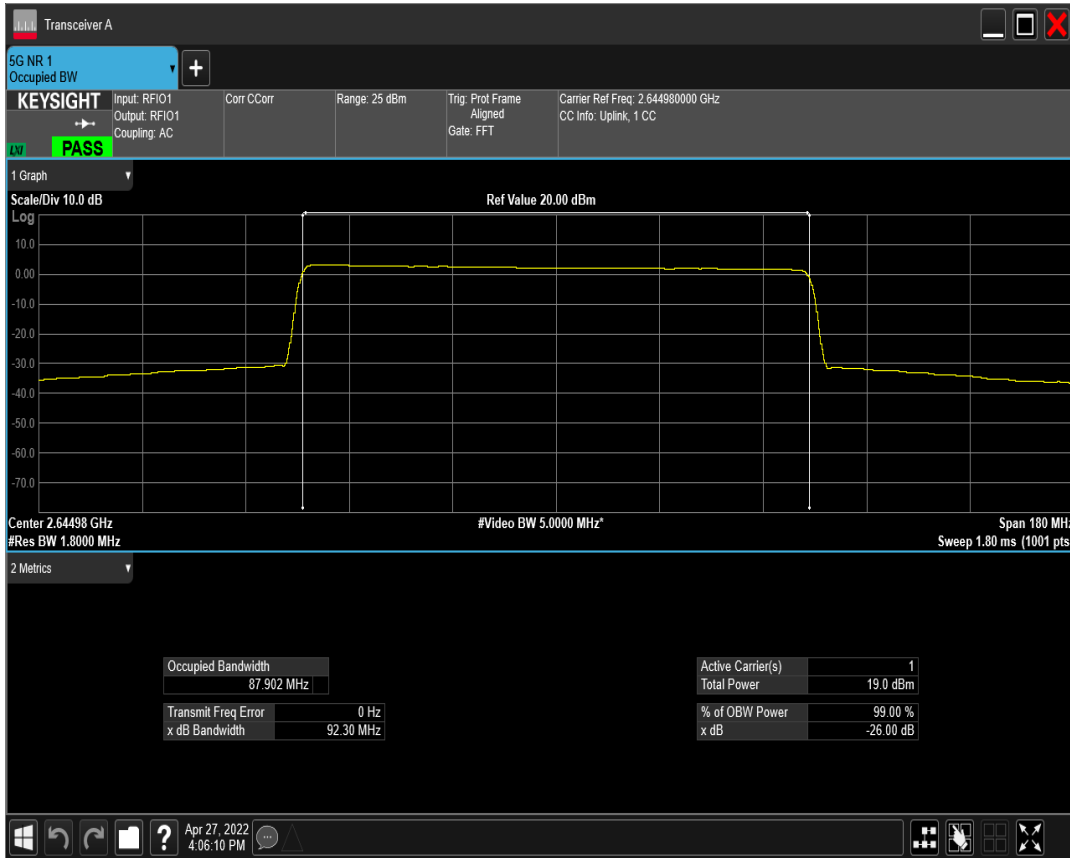 Transceiver A
5G NR 1
Occupied BW
KEYSIGHT
LXI
PASS
Input: RFIO1
Output: RFIO1
Coupling: AC
Corr CCorr
Range: 25 dBm
Trig: Prot Frame
Aligned
Gate: FFT
Carrier Ref Freq: 2.644980000 GHz
CC Info: Uplink, 1 CC
1 Graph
Scale/Div 10.0 dB
Ref Value 20.00 dBm
Log
10.0
0.00
-10.0
-20.0
-30.0
-40.0
-50.0
-60.0
-70.0
Center 2.64498 GHz
#Video BW 5.0000 MHz*
Span 180 MHz
#Res BW 1.8000 MHz
Sweep 1.80 ms (1001 pts
2 Metrics
Occupied Bandwidth
87.902 MHz
Transmit Freq Error 0 Hz
x dB Bandwidth 92.30 MHz
Active Carrier(s) 1
Total Power 19.0 dBm
% of OBW Power 99.00 %
x dB -26.00 dB
?
Apr 27, 2022
4:06:10 PM